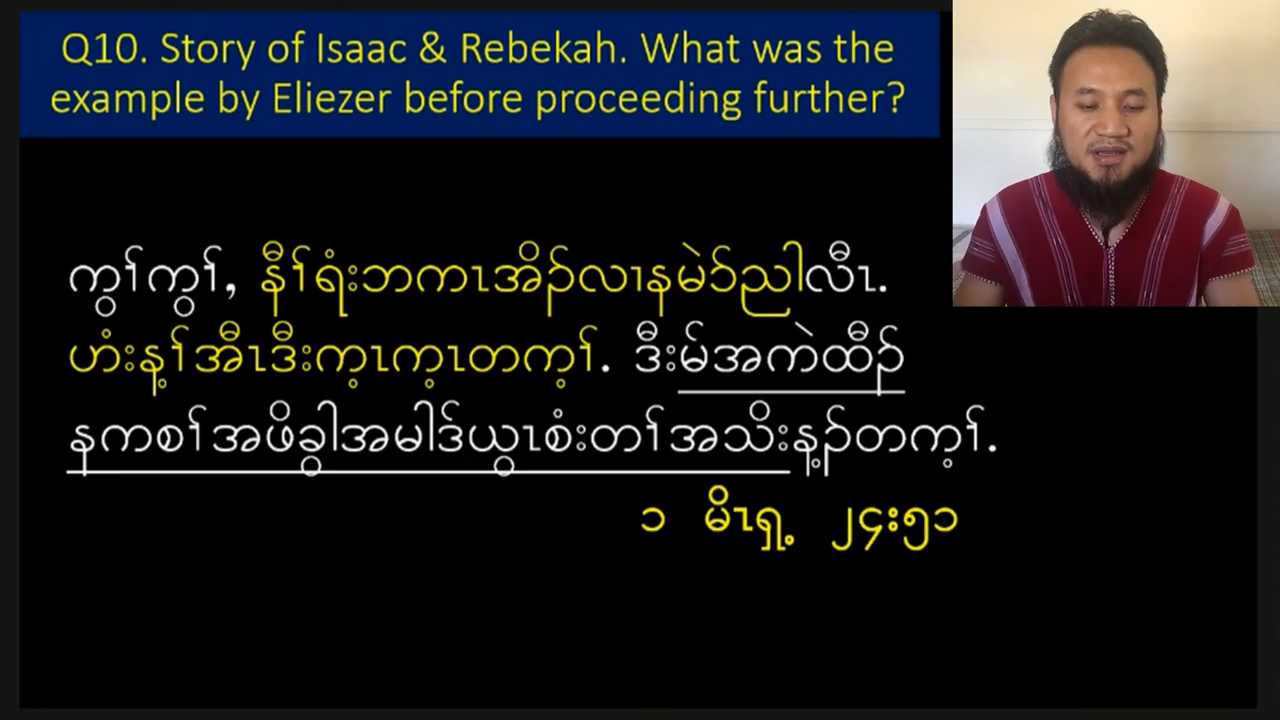 Q10. Story of Isaac & Rebekah. What was the
example by Eliezer before proceeding further?
ကွၢ်ကွၢ်, နီၢ်ရံးဘကၤအိၣ်လၢနမဲာ်ညါလီၤ.
ဟံးန့ၢ်အီၤဒီးက့ၤက့ၤတက့ၢ်. ဒီးမ်အကဲထီၣ်
နကစၢ်အဖိခွါအမါဒ်ယွၤစံးတၢ်အသိးန့ၣ်တက့ၢ်.
၁ မိၤရှ့ ၂၄း၅၁